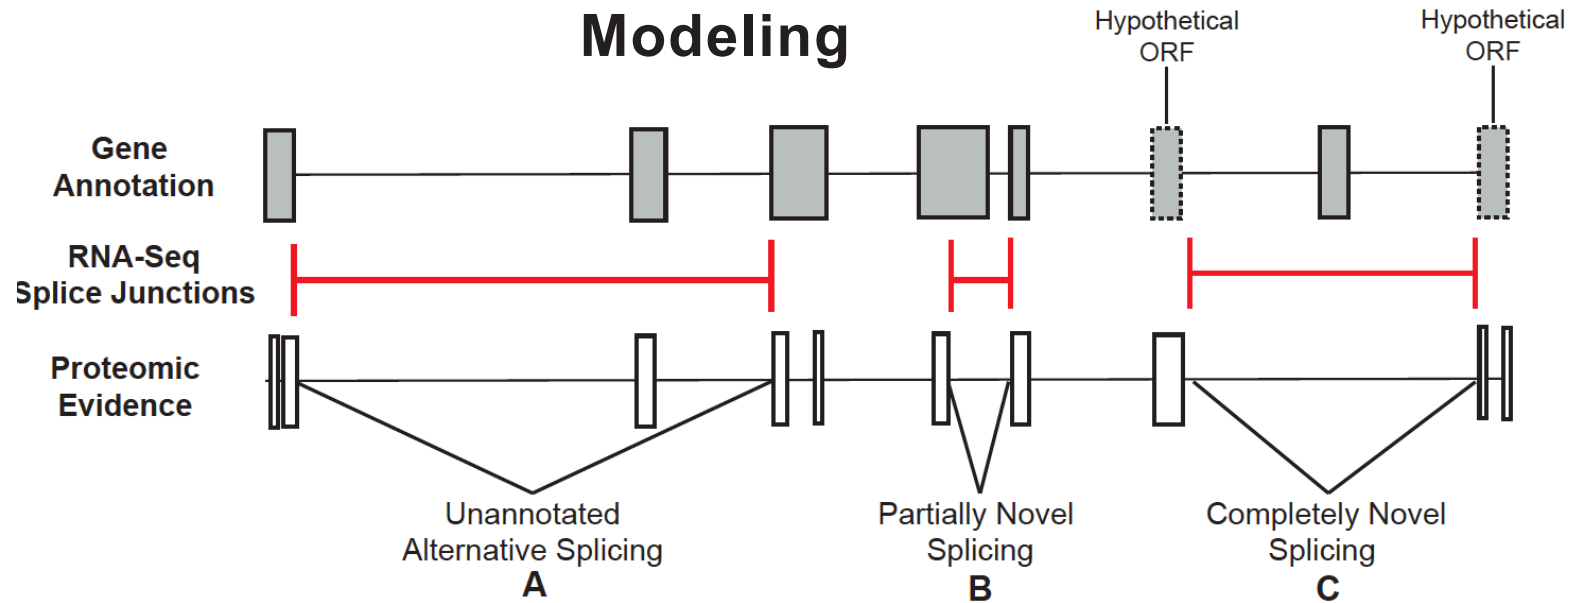 Modeling
Hypothetical
ORF
Hypothetical
ORF
Gene
Annotation
RNA-Seq
Splice Junctions
Proteomic
Evidence
Unannotated
Alternative Splicing
A
Partially Novel
Splicing
B
Completely Novel
Splicing
C